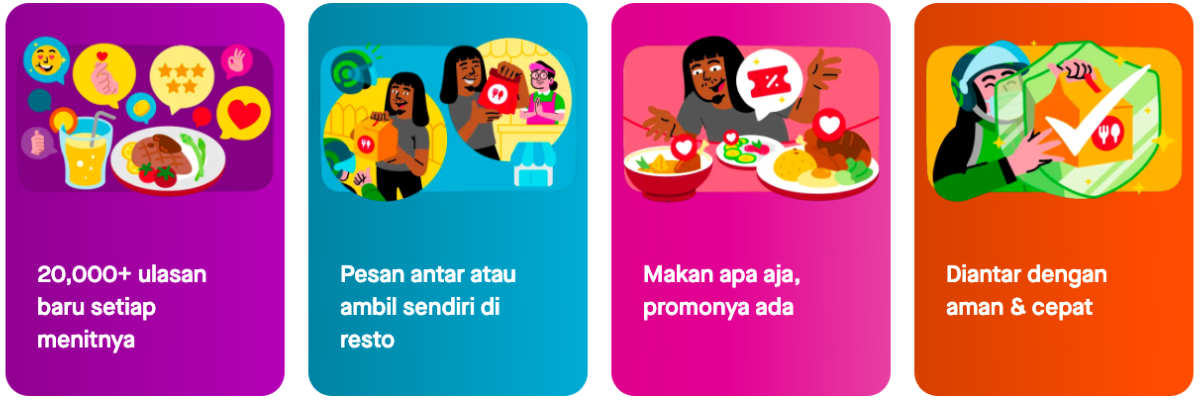 20,000+ ulasan
baru setiap
menitnya
Pesan antar atau
ambil sendiri di
resto
Makan apa aja,
promonya ada
Diantar dengan
aman & cepat